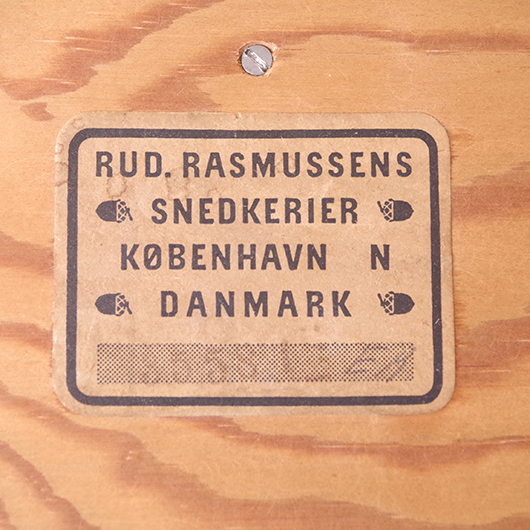 RUD. RASMUSSENS
SNEDKERIER
KØBENHAVN N
DANMARK